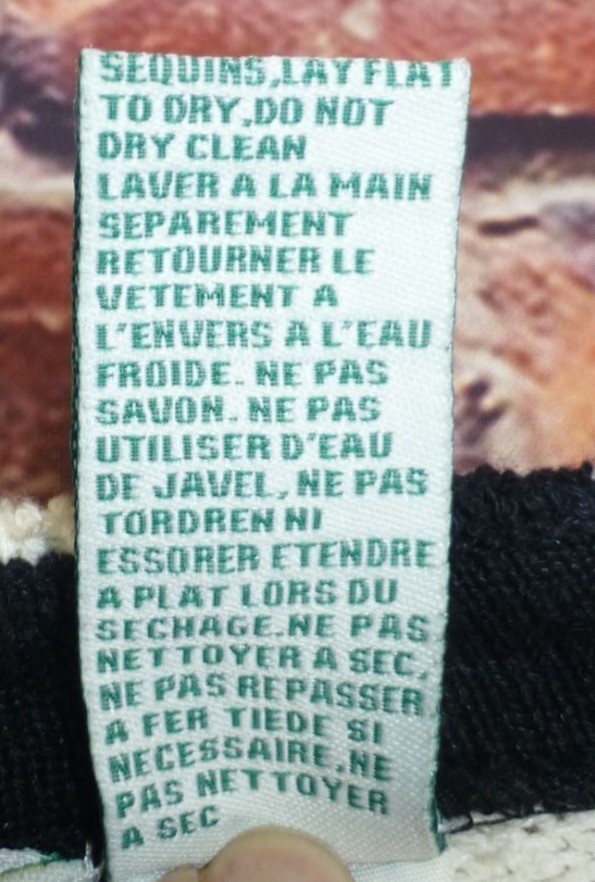 SEQUINS,LAY FLAT
TO DRY,DO NOT
DRY CLEAN
LAVER A LA MAIN
SEPAREMENT
RETOURNER LE
VETEMENT A
L'ENVERS A L'EAU
FROIDE. NE PAS
SAVON. NE PAS
UTILISER D'EAU
DE JAVEL, NE PAS
TORDREN NI
ESSORER ETENDRE
A PLAT LORS DU
SECHAGE.NE PAS
NETTOYER A SEC,
NE PAS REPASSER
A FER TIEDE SI
NECESSAIRE,NE
PAS NETTOYER
A SEC